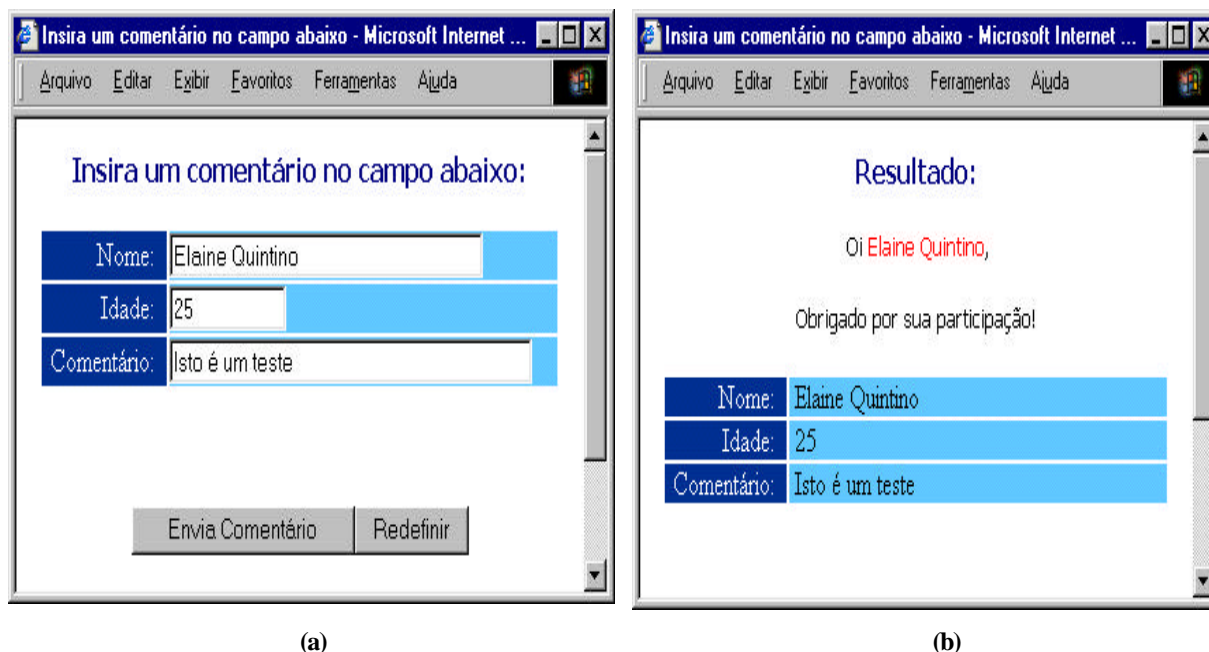 Insira um comentário no campo abaixo - Microsoft Internet ...
Arquivo Editar Exibir Favoritos Ferramentas Ajuda
Insira um comentário no campo abaixo:
Nome: Elaine Quintino
Idade: 25
Comentário: Isto é um teste
Envia Comentário Redefinir
(a)
Insira um comentário no campo abaixo - Microsoft Internet ...
Arquivo Editar Exibir Favoritos Ferramentas Ajuda
Resultado:
Oi Elaine Quintino,
Obrigado por sua participação!
Nome: Elaine Quintino
Idade: 25
Comentário: Isto é um teste
(b)